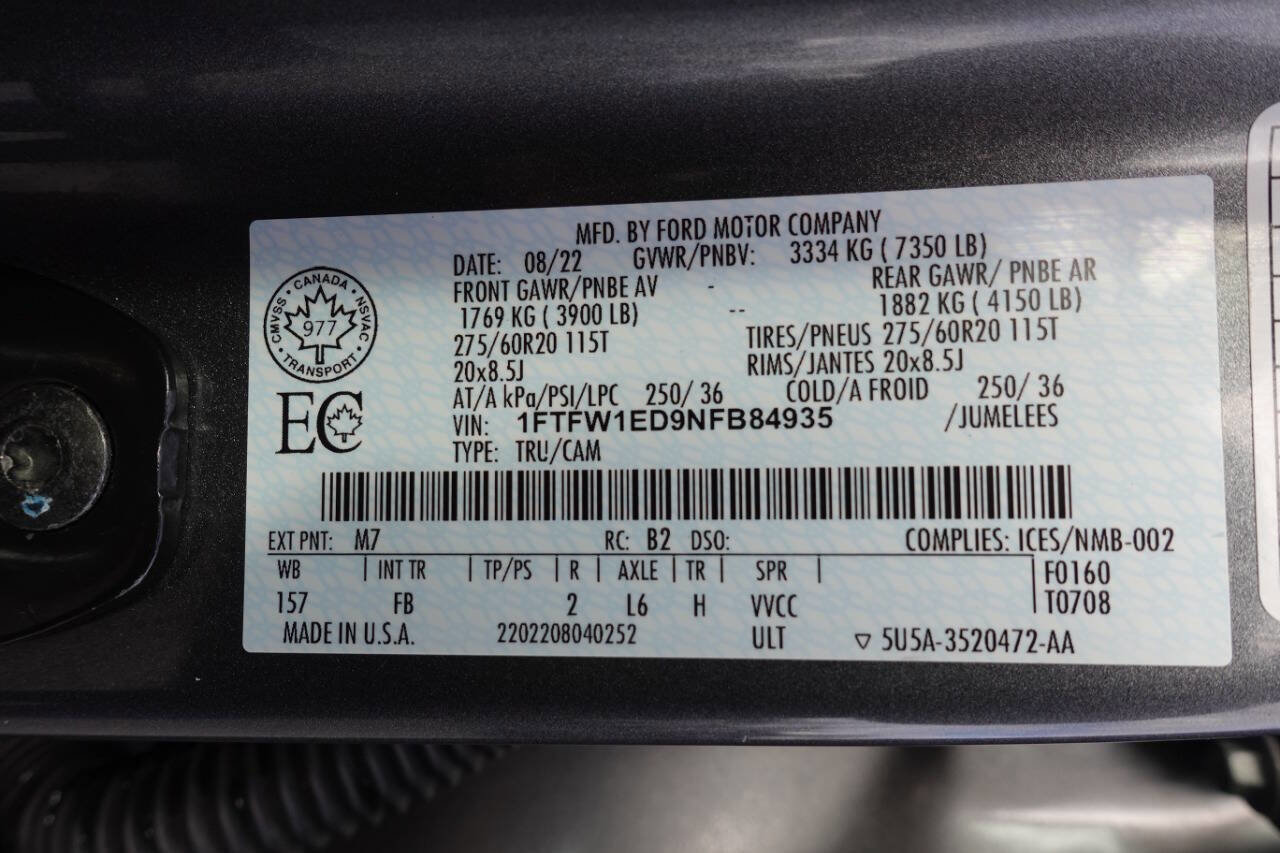 MFD. BY FORD MOTOR COMPANY
DATE: 08/22 GVWR/PNBV: 3334 KG ( 7350 LB)
FRONT GAWR/PNBE AV - REAR GAWR/ PNBE AR
1769 KG ( 3900 LB) -- 1882 KG ( 4150 LB)
275/60R20 115T TIRES/PNEUS 275/60R20 115T
20x8.5J RIMS/JANTES 20x8.5J
AT/A kPa/PSI/LPC 250/ 36 COLD/A FROID 250/ 36
VIN: 1FTFW1ED9NFB84935 /JUMELEES
TYPE: TRU/CAM
CMVSS • CANADA • NSVAC • TRANSPORT •
977
EC
EXT PNT: M7 RC: B2 DSO: COMPLIES: ICES/NMB-002
WB | INT TR | TP/PS | R | AXLE | TR | SPR | F0160
157 FB 2 L6 H VVCC T0708
MADE IN U.S.A. 2202208040252 ULT ▽ 5U5A-3520472-AA